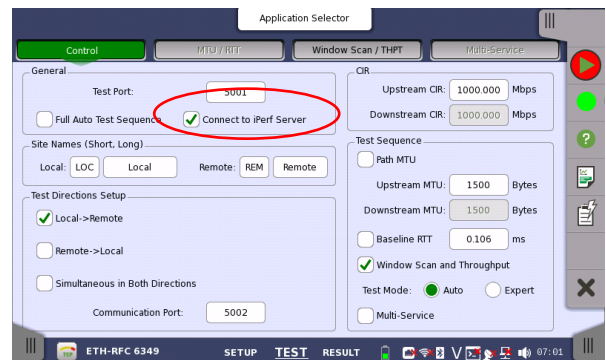 Application Selector
Control MTU / RTT Window Scan / THPT Multi-Service
General
Test Port: 5001
Full Auto Test Sequence Connect to iPerf Server
Site Names (Short, Long)
Local: LOC Local Remote: REM Remote
Test Directions Setup
Local->Remote
Remote->Local
Simultaneous in Both Directions
Communication Port: 5002
CIR
Upstream CIR: 1000.000 Mbps
Downstream CIR: 1000.000 Mbps
Test Sequence
Path MTU
Upstream MTU: 1500 Bytes
Downstream MTU: 1500 Bytes
Baseline RTT 0.106 ms
Window Scan and Throughput
Test Mode: Auto Expert
Multi-Service
ETH-RFC 6349 SETUP TEST RESULT 07:01